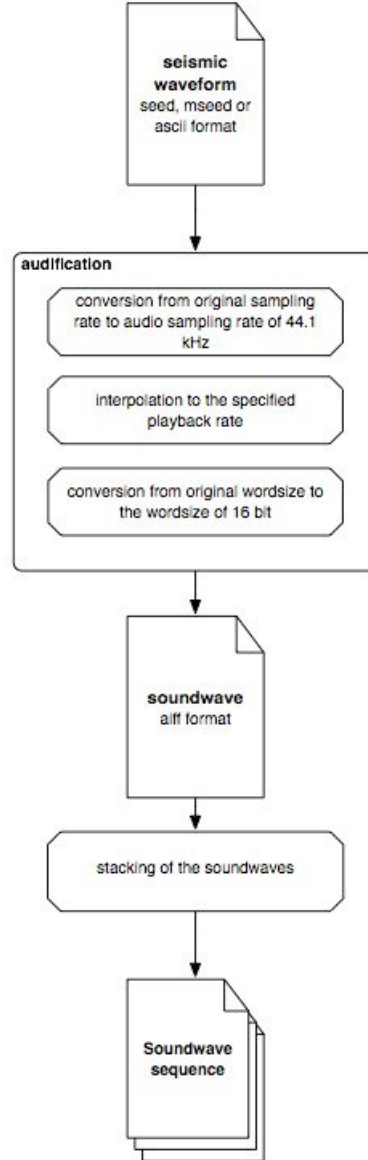 seismic
waveform
seed, mseed or
ascii format
audification
conversion from original sampling
rate to audio sampling rate of 44.1
kHz
interpolation to the specified
playback rate
conversion from original wordsize to
the wordsize of 16 bit
soundwave
aiff format
stacking of the soundwaves
Soundwave
sequence